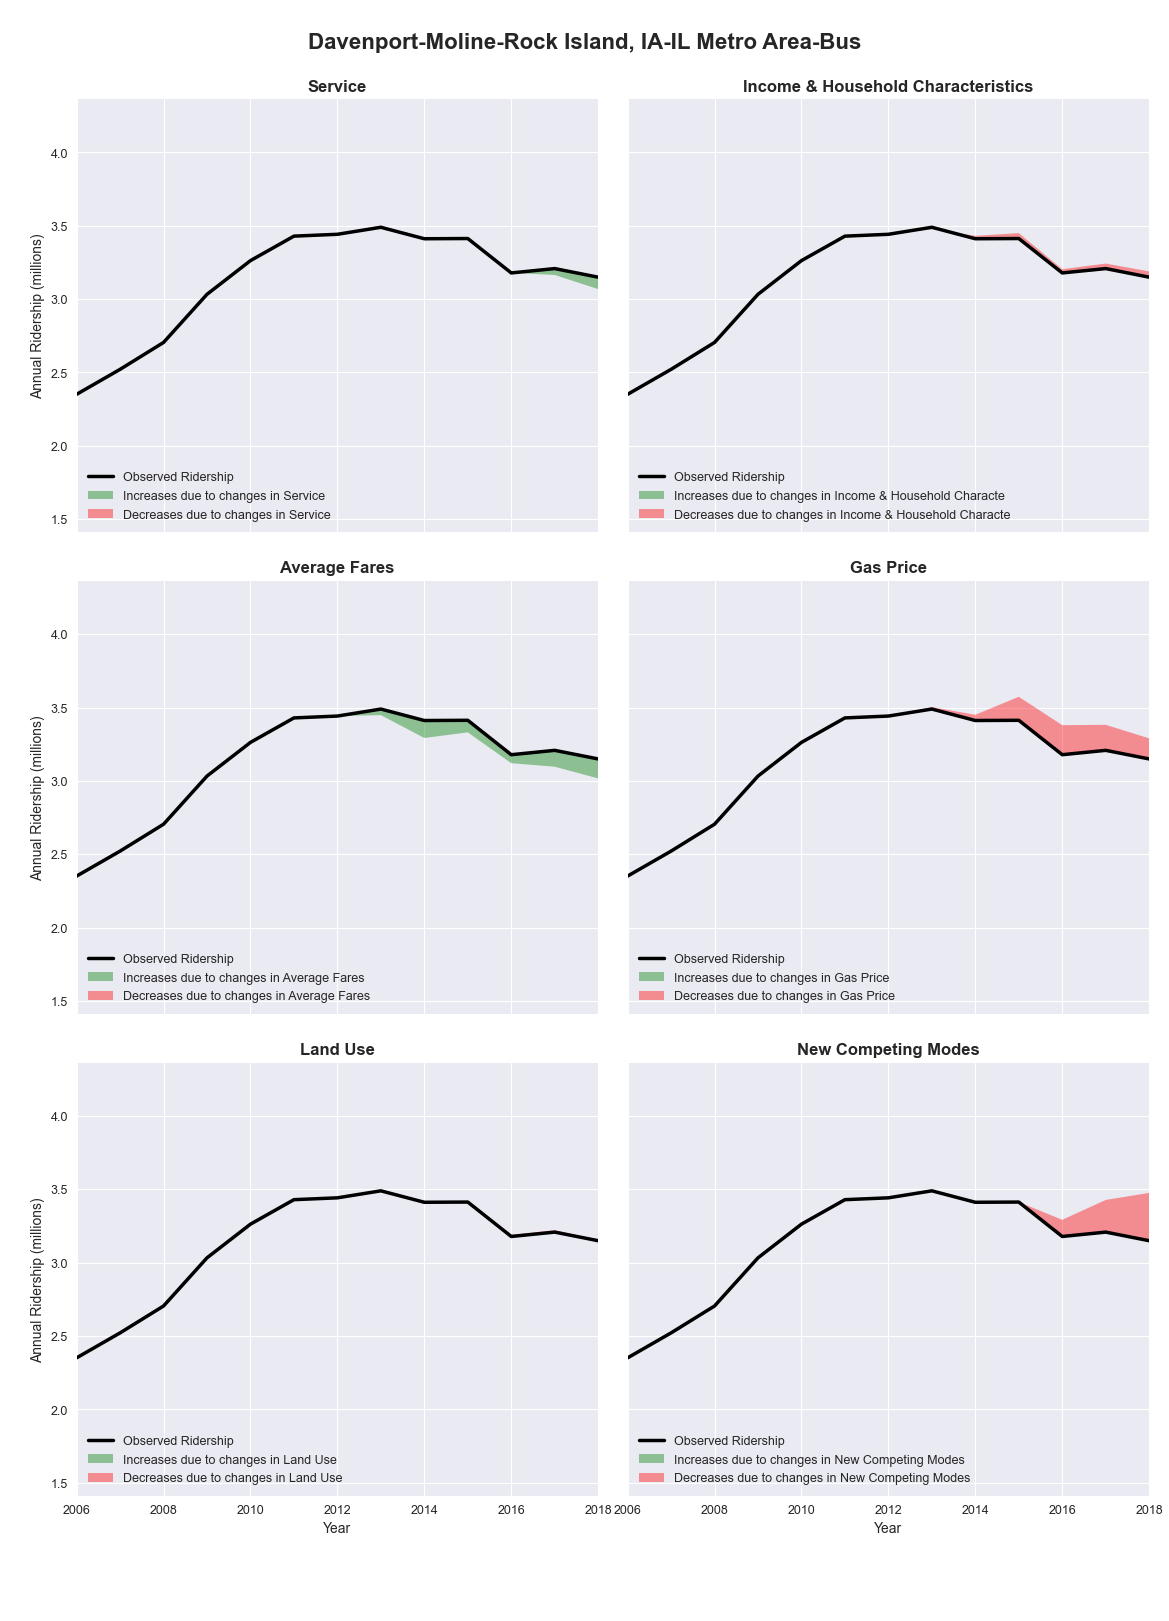 Davenport-Moline-Rock Island, IA-IL Metro Area-Bus
Service
Annual Ridership (millions)
4.0
3.5
3.0
2.5
2.0
1.5
Observed Ridership
Increases due to changes in Service
Decreases due to changes in Service
Income & Household Characteristics
Observed Ridership
Increases due to changes in Income & Household Characte
Decreases due to changes in Income & Household Characte
Average Fares
Annual Ridership (millions)
4.0
3.5
3.0
2.5
2.0
1.5
Observed Ridership
Increases due to changes in Average Fares
Decreases due to changes in Average Fares
Gas Price
Observed Ridership
Increases due to changes in Gas Price
Decreases due to changes in Gas Price
Land Use
Annual Ridership (millions)
4.0
3.5
3.0
2.5
2.0
1.5
Observed Ridership
Increases due to changes in Land Use
Decreases due to changes in Land Use
2006 2008 2010 2012 2014 2016 2018
Year
New Competing Modes
Observed Ridership
Increases due to changes in New Competing Modes
Decreases due to changes in New Competing Modes
2006 2008 2010 2012 2014 2016 2018
Year